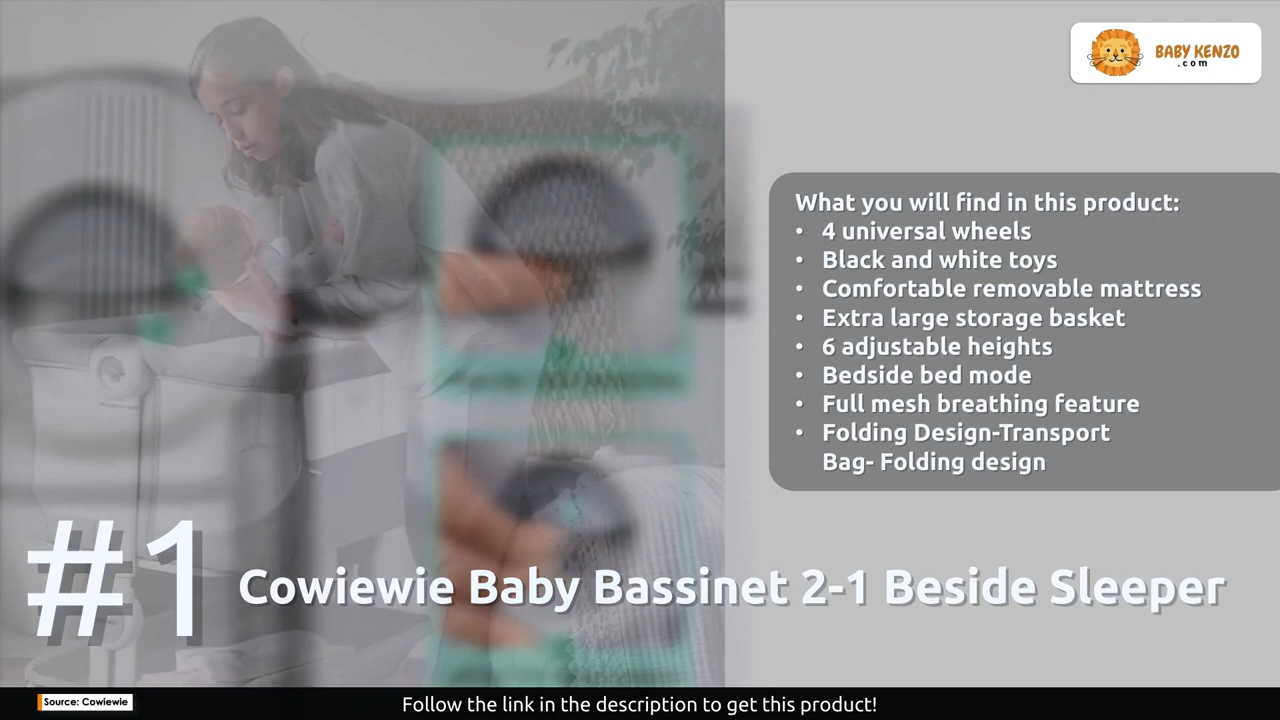 BABY KENZO
.com
What you will find in this product:
• 4 universal wheels
• Black and white toys
• Comfortable removable mattress
• Extra large storage basket
• 6 adjustable heights
• Bedside bed mode
• Full mesh breathing feature
• Folding Design-Transport
Bag- Folding design
#1 Cowiewie Baby Bassinet 2-1 Beside Sleeper
Source: Cowiewie
Follow the link in the description to get this product!